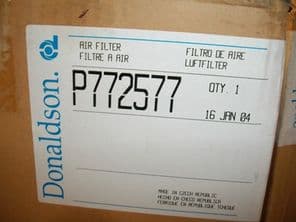 Donaldson.
AIR FILTER
FILTRE A AIR
FILTRO DE AIRE
LUFTFILTER
P772577
QTY. 1
16 JAN 04
MADE IN CZECH REPUBLIC
HECHO EN CHECO REPUBLICA
FABRIQUE EN REPUBLIQUE TCHEQUE